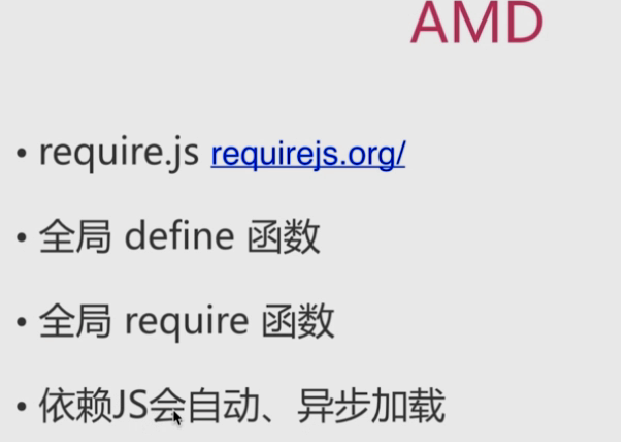 AMD
• require.js requirejs.org/
• 全局 define 函数
• 全局 require 函数
• 依赖JS会自动、异步加载